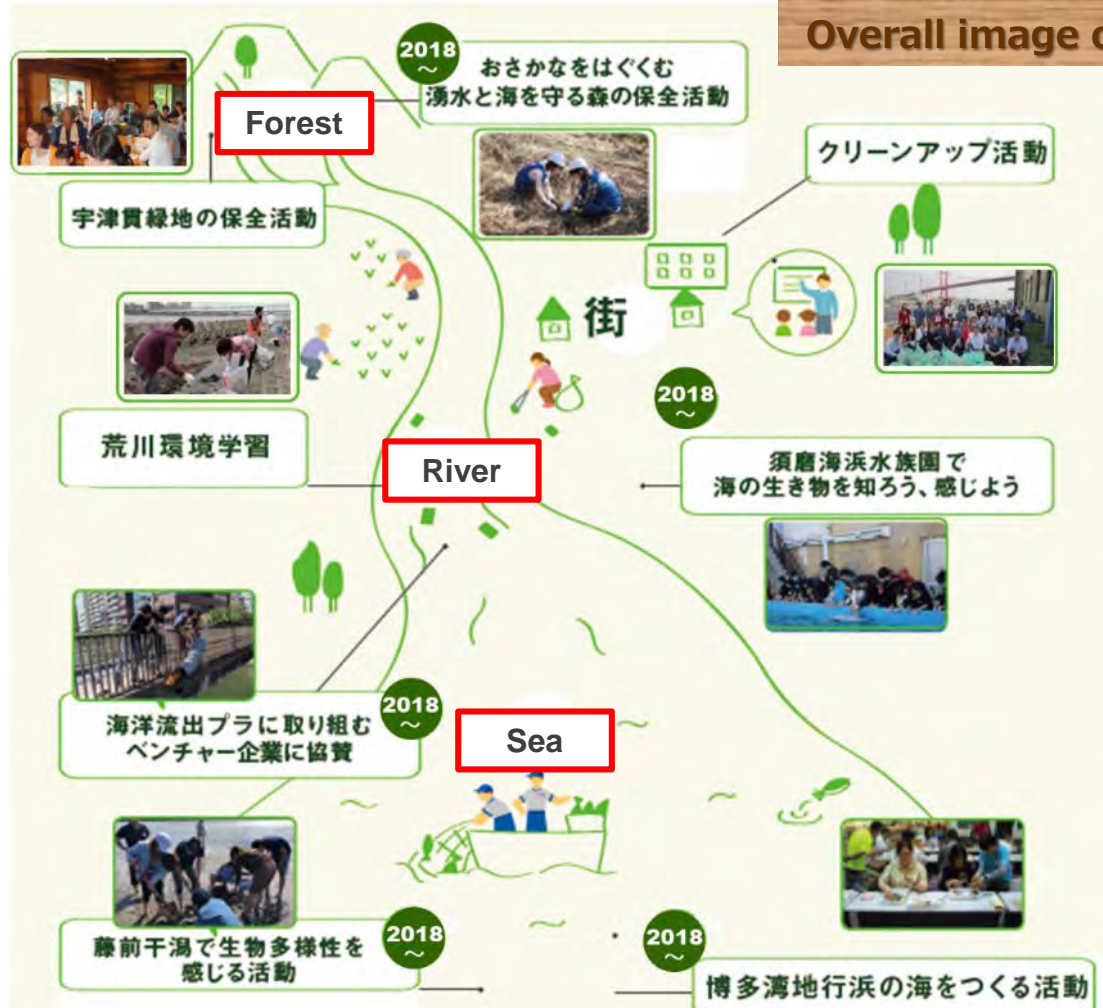 Overall image o
2018
～
おさかなをはぐくむ
湧水と海を守る森の保全活動
Forest
クリーンアップ活動
宇津貫緑地の保全活動
街
2018
～
荒川環境学習
River
須磨海浜水族園で
海の生き物を知ろう、感じよう
海洋流出プラに取り組む
ベンチャー企業に協賛
2018
～
Sea
藤前干潟で生物多様性を
感じる活動
2018
～
2018
～
博多湾地行浜の海をつくる活動